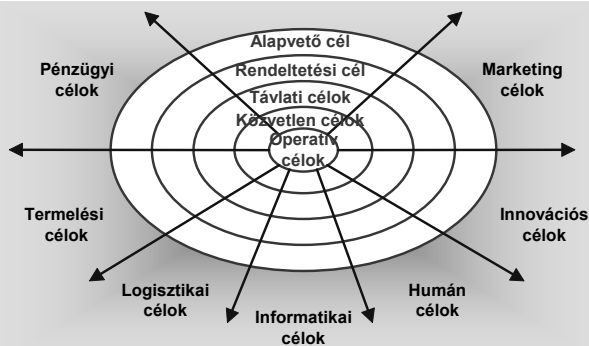 Alapvető cél
Rendeltetési cél
Távlati célok
Közvetlen célok
Operatív
célok
Pénzügyi
célok
Marketing
célok
Termelési
célok
Innovációs
célok
Logisztikai
célok
Informatikai
célok
Humán
célok